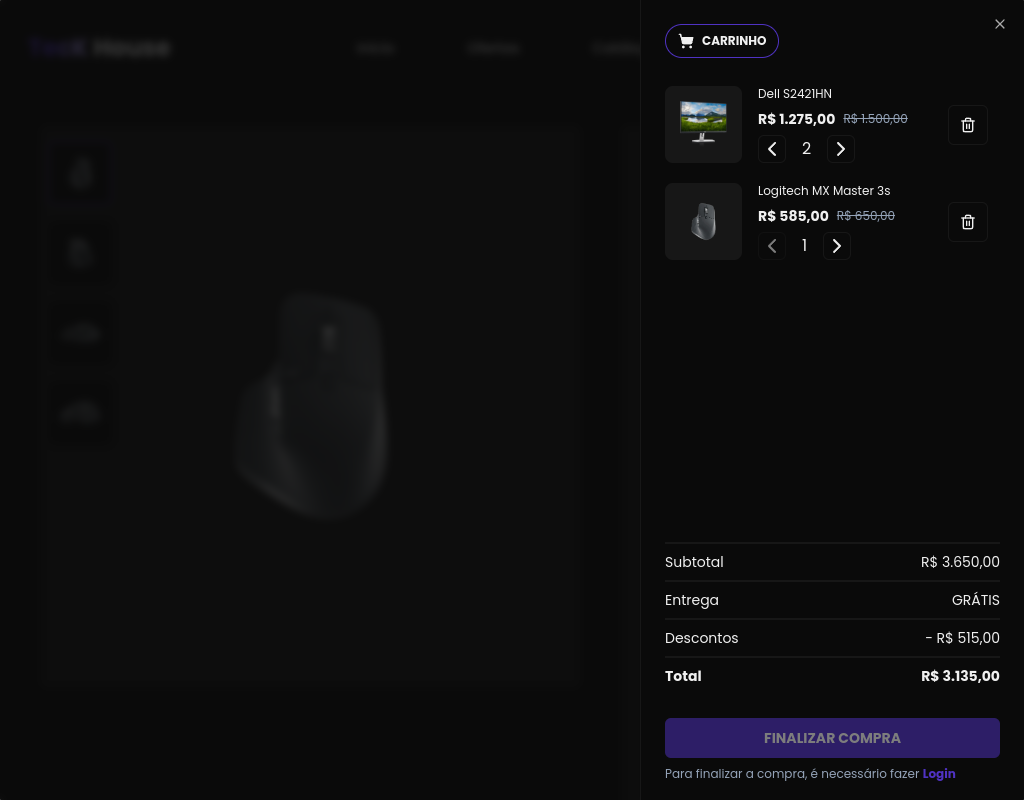 CARRINHO
Dell S2421HN
R$ 1.275,00 R$ 1.500,00
2
Logitech MX Master 3s
R$ 585,00 R$ 650,00
1
Subtotal R$ 3.650,00
Entrega GRÁTIS
Descontos - R$ 515,00
Total R$ 3.135,00
FINALIZAR COMPRA
Para finalizar a compra, é necessário fazer Login